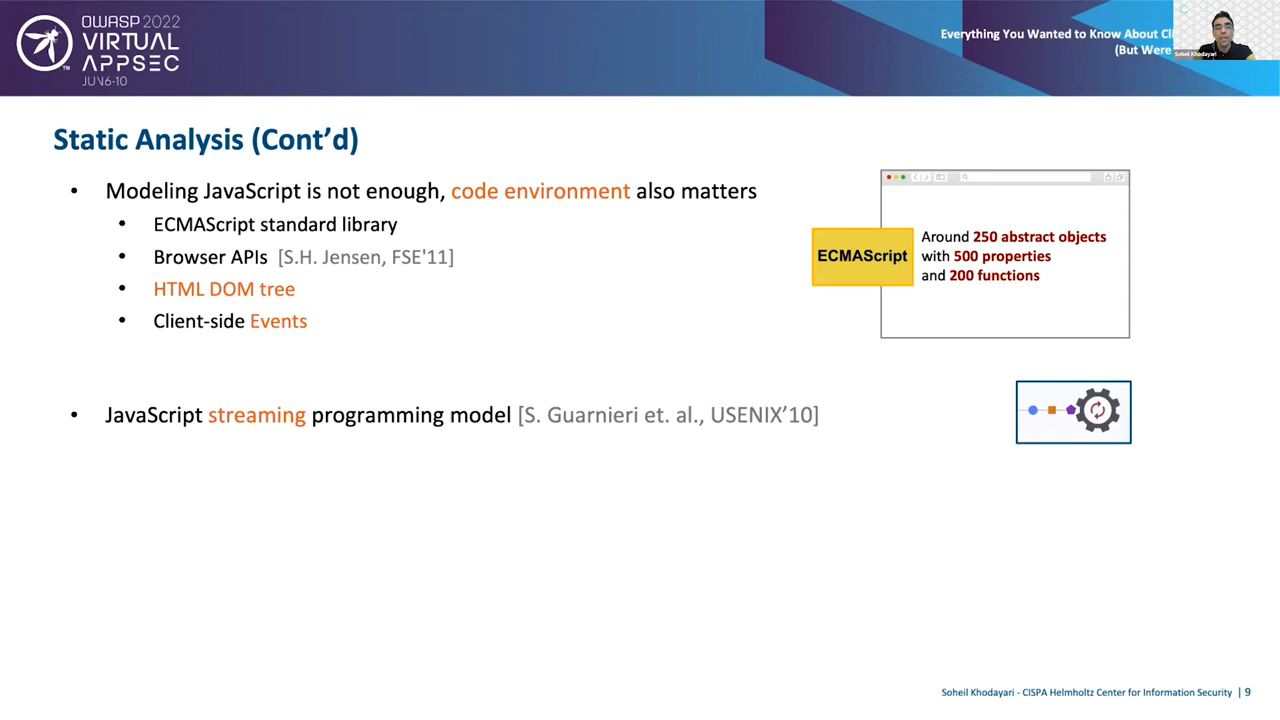 OWASP 2022
VIRTUAL
APPSEC
JUN 6-10
Everything You Wanted to Know About Cli
(But Were
Soheil Khodayari
Static Analysis (Cont’d)
• Modeling JavaScript is not enough, code environment also matters
• ECMAScript standard library
• Browser APIs [S.H. Jensen, FSE'11]
• HTML DOM tree
• Client-side Events
ECMAScript
Around 250 abstract objects
with 500 properties
and 200 functions
• JavaScript streaming programming model [S. Guarnieri et. al., USENIX’10]
Soheil Khodayari - CISPA Helmholtz Center for Information Security | 9